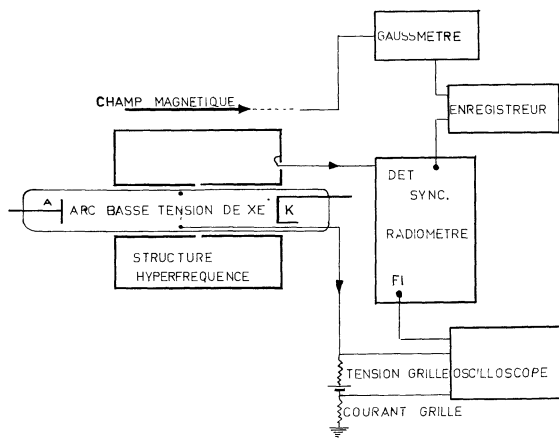 GAUSSMETRE
CHAMP MAGNETIQUE
ENREGISTREUR
DET
SYNC.
RADIOMETRE
A
ARC BASSE TENSION DE XE
K
STRUCTURE
HYPERFREQUENCE
FI
TENSION GRILLE
OSCILLOSCOPE
COURANT GRILLE